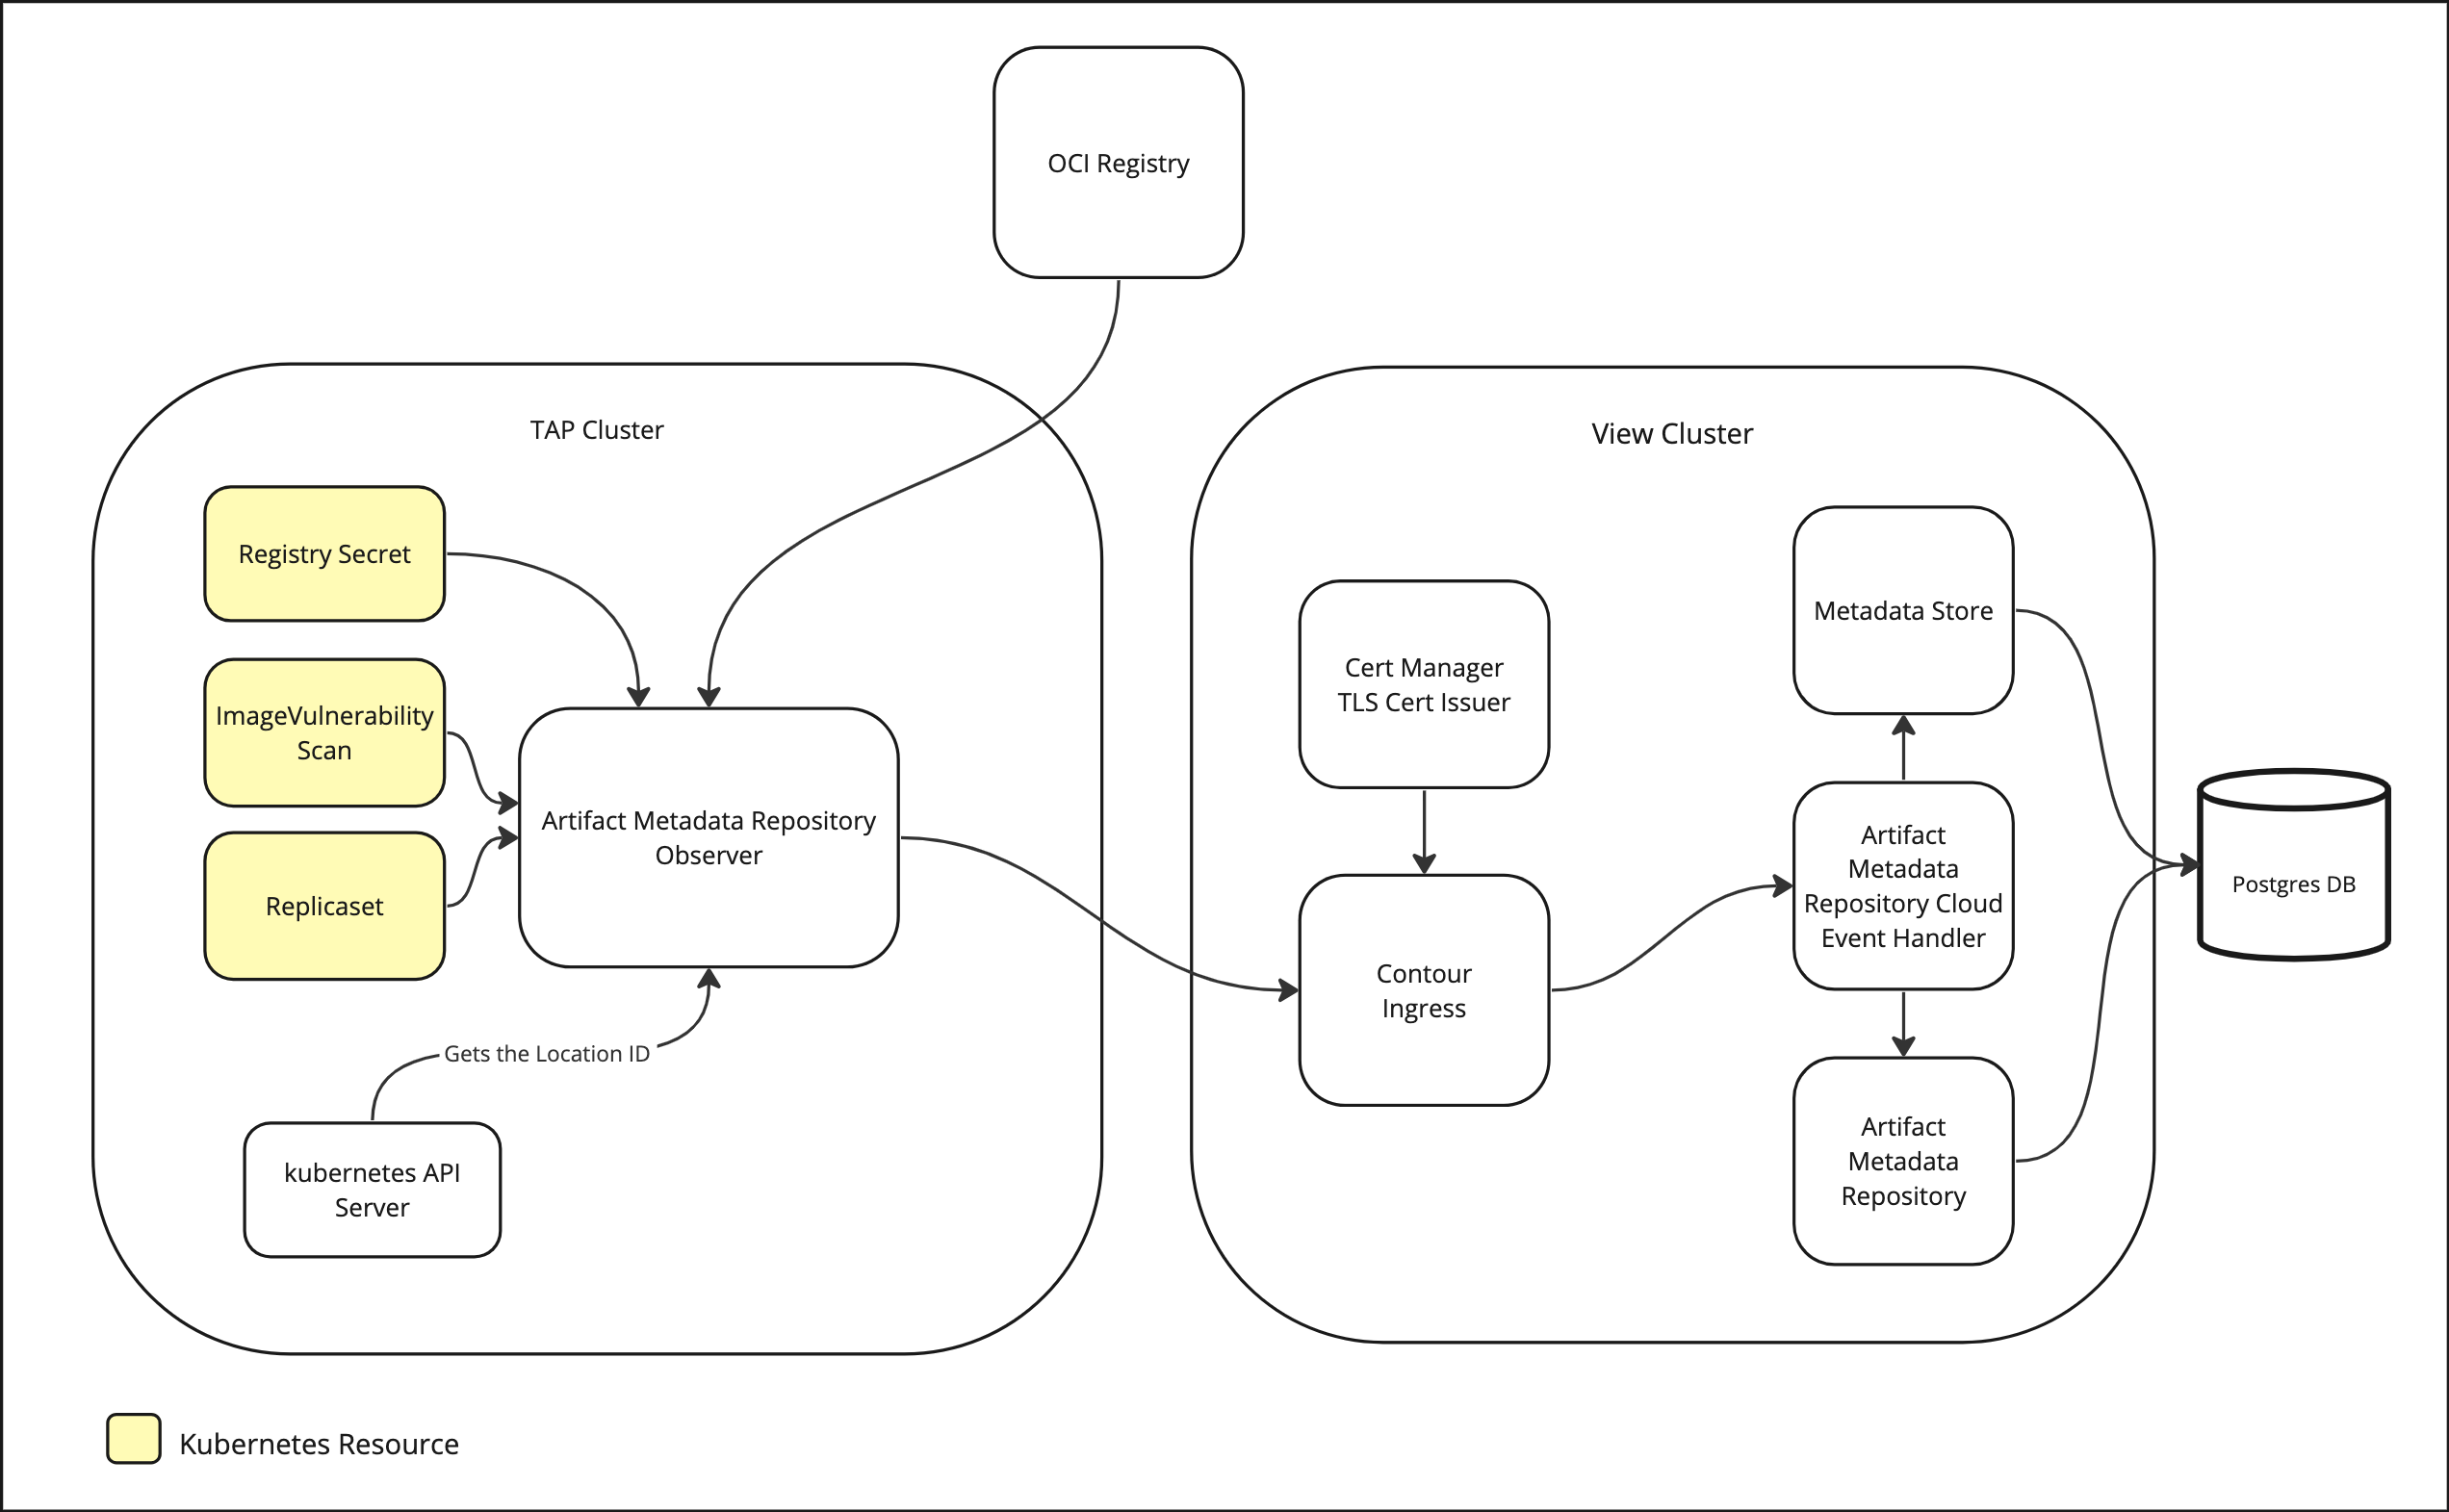 OCI Registry
TAP Cluster
Registry Secret
ImageVulnerability
Scan
Replicaset
Artifact Metadata Repository
Observer
Gets the Location ID
kubernetes API
Server
View Cluster
Cert Manager
TLS Cert Issuer
Contour
Ingress
Metadata Store
Artifact
Metadata
Repository Cloud
Event Handler
Artifact
Metadata
Repository
Postgres DB
Kubernetes Resource